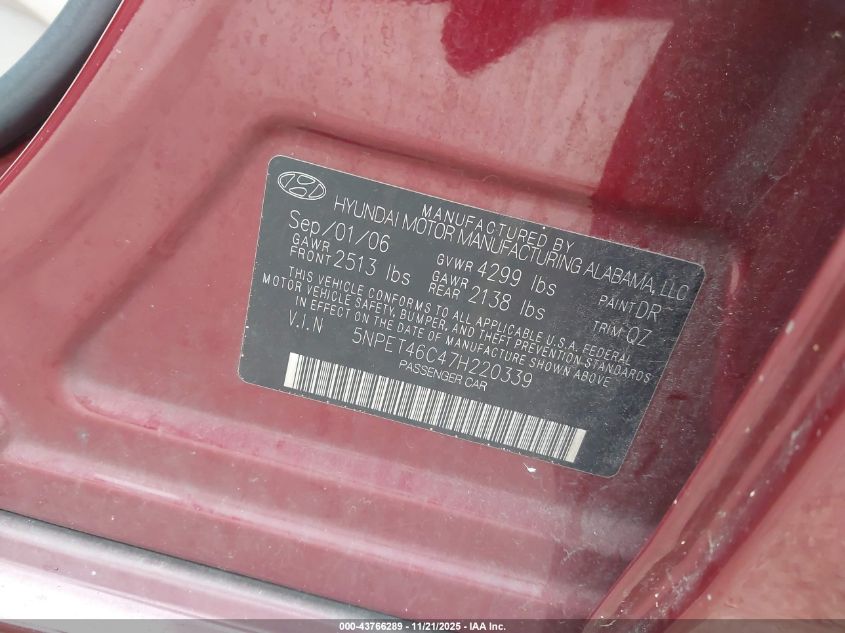 MANUFACTURED BY
HYUNDAI MOTOR MANUFACTURING ALABAMA, LLC
Sep/01/06 GVWR 4299 lbs PAINT DR
GAWR FRONT 2513 lbs GAWR REAR 2138 lbs TRIM QZ
THIS VEHICLE CONFORMS TO ALL APPLICABLE U.S.A. FEDERAL
MOTOR VEHICLE SAFETY, BUMPER, AND THEFT PREVENTION STANDARDS
IN EFFECT ON THE DATE OF MANUFACTURE SHOWN ABOVE
V.I.N 5NPET46C47H220339
PASSENGER CAR
000-43766289 - 11/21/2025 - IAA Inc.